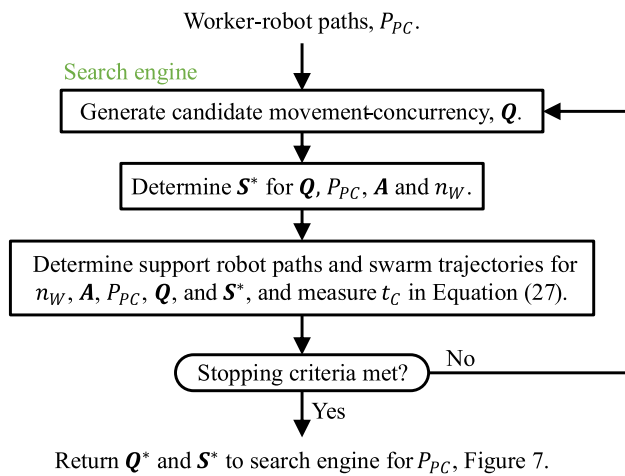 Worker-robot paths, P_PC.
Search engine
Generate candidate movement-concurrency, Q.
Determine S* for Q, P_PC, A and n_W.
Determine support robot paths and swarm trajectories for
n_W, A, P_PC, Q, and S*, and measure t_C in Equation (27).
Stopping criteria met?
No
Yes
Return Q* and S* to search engine for P_PC, Figure 7.